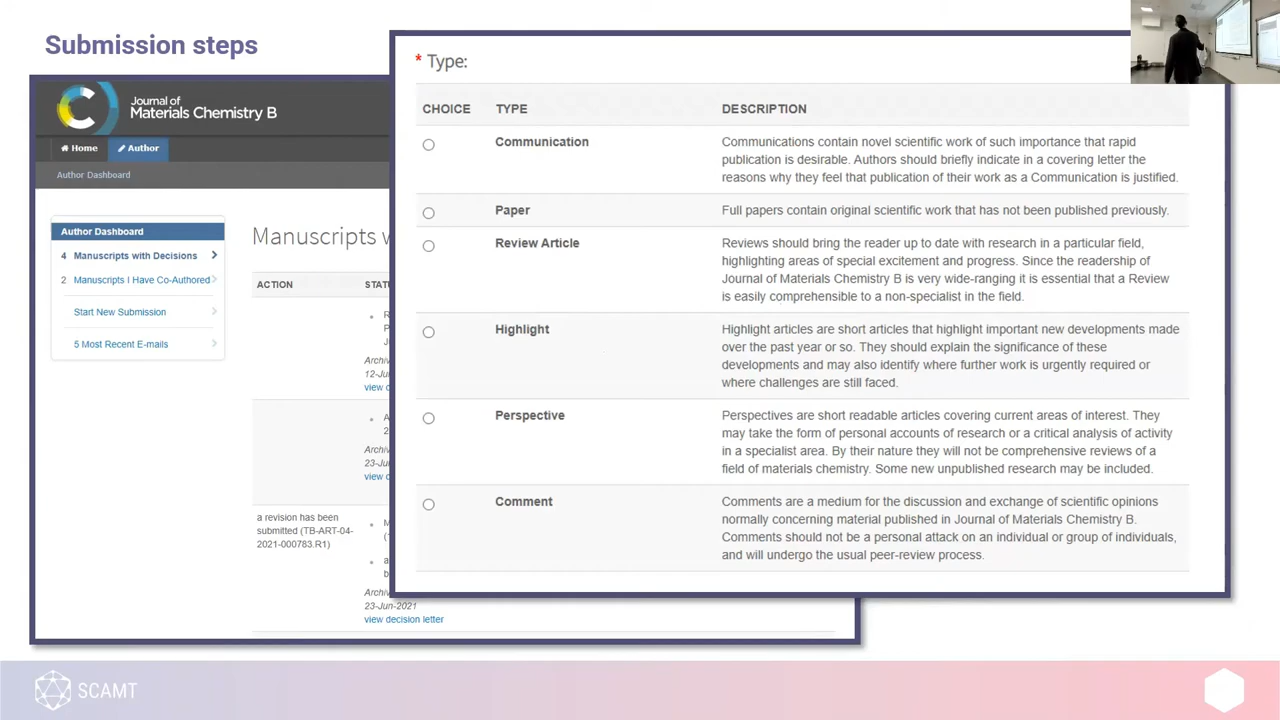 Submission steps
Journal of
Materials Chemistry B
Home
Author
Author Dashboard
Author Dashboard
4 Manuscripts with Decisions
2 Manuscripts I Have Co-Authored
Start New Submission
5 Most Recent E-mails
Manuscripts
ACTION
a revision has been
submitted (TB-ART-04-
2021-000783.R1)
23-Jun-2021
view decision letter
* Type:
CHOICE TYPE DESCRIPTION
Communication
Communications contain novel scientific work of such importance that rapid
publication is desirable. Authors should briefly indicate in a covering letter the
reasons why they feel that publication of their work as a Communication is justified.
Paper
Full papers contain original scientific work that has not been published previously.
Review Article
Reviews should bring the reader up to date with research in a particular field,
highlighting areas of special excitement and progress. Since the readership of
Journal of Materials Chemistry B is very wide-ranging it is essential that a Review
is easily comprehensible to a non-specialist in the field.
Highlight
Highlight articles are short articles that highlight important new developments made
over the past year or so. They should explain the significance of these
developments and may also identify where further work is urgently required or
where challenges are still faced.
Perspective
Perspectives are short readable articles covering current areas of interest. They
may take the form of personal accounts of research or a critical analysis of activity
in a specialist area. By their nature they will not be comprehensive reviews of a
field of materials chemistry. Some new unpublished research may be included.
Comment
Comments are a medium for the discussion and exchange of scientific opinions
normally concerning material published in Journal of Materials Chemistry B.
Comments should not be a personal attack on an individual or group of individuals,
and will undergo the usual peer-review process.
SCAMT